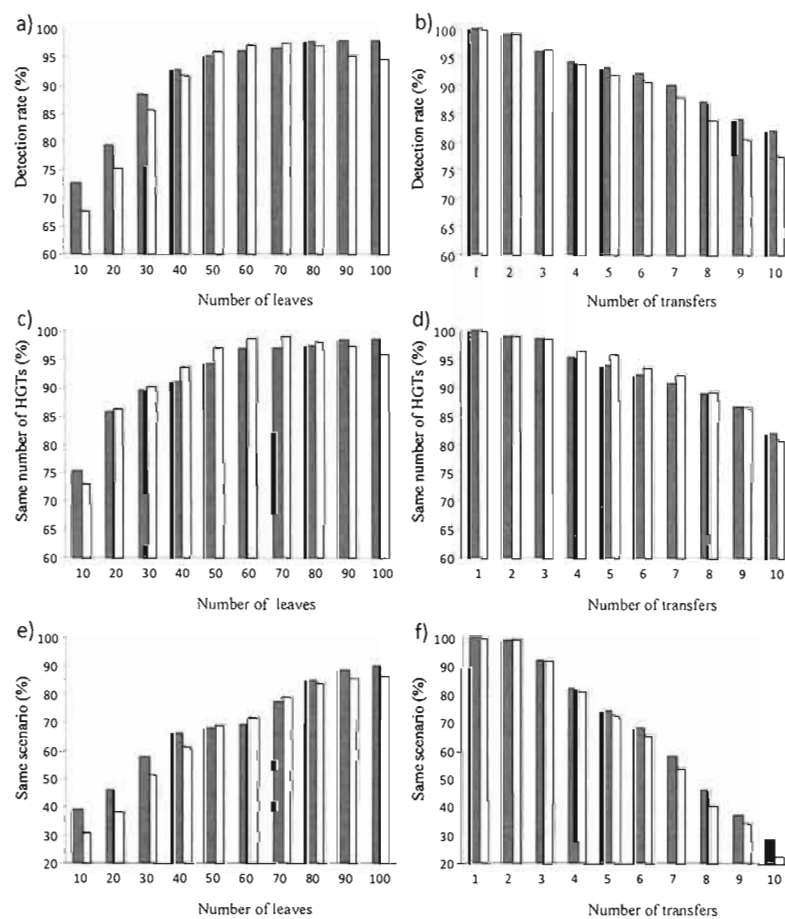 a)
Detection rate (%)
100
95
90
85
80
75
70
65
60
10 20 30 40 50 60 70 80 90 100
Number of leaves
b)
Detection rate (%)
100
95
90
85
80
75
70
65
60
1 2 3 4 5 6 7 8 9 10
Number of transfers
c)
Same number of HGTs (%)
100
95
90
85
80
75
70
65
60
10 20 30 40 50 60 70 80 90 100
Number of leaves
d)
Same number of HGTs (%)
100
95
90
85
80
75
70
65
60
1 2 3 4 5 6 7 8 9 10
Number of transfers
e)
Same scenario (%)
100
90
80
70
60
50
40
30
20
10 20 30 40 50 60 70 80 90 100
Number of leaves
f)
Same scenario (%)
100
90
80
70
60
50
40
30
20
1 2 3 4 5 6 7 8 9 10
Number of transfers